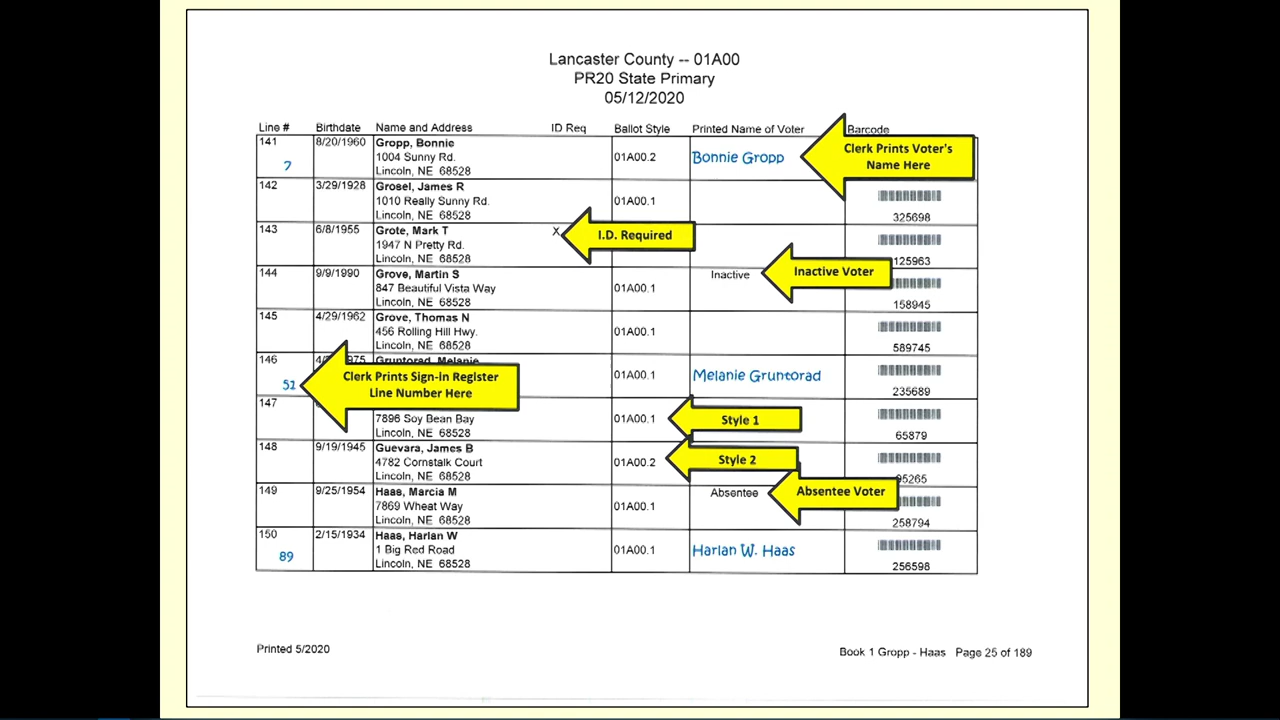 Lancaster County -- 01A00
PR20 State Primary
05/12/2020
Line # Birthdate Name and Address ID Req Ballot Style Printed Name of Voter Barcode
141 8/20/1960 Gropp, Bonnie
7 1004 Sunny Rd. 01A00.2 Bonnie Gropp
Lincoln, NE 68528
Clerk Prints Voter's
Name Here
142 3/29/1928 Grosel, James R
1010 Really Sunny Rd. 01A00.1
Lincoln, NE 68528 325698
143 6/8/1955 Grote, Mark T X
I.D. Required
1947 N Pretty Rd.
Lincoln, NE 68528 125963
144 9/9/1990 Grove, Martin S Inactive
Inactive Voter
847 Beautiful Vista Way 01A00.1
Lincoln, NE 68528 158945
145 4/29/1962 Grove, Thomas N
456 Rolling Hill Hwy. 01A00.1
Lincoln, NE 68528 589745
146 Gruntorad, Melanie
52 01A00.1 Melanie Gruntorad
235689
Clerk Prints Sign-In Register
Line Number Here
147
7896 Soy Bean Bay 01A00.1
Style 1
Lincoln, NE 68528 65879
148 9/19/1945 Guevara, James B
4782 Cornstalk Court 01A00.2
Style 2
Lincoln, NE 68528
149 9/25/1954 Haas, Marcia M Absentee
Absentee Voter
7869 Wheat Way 01A00.1
Lincoln, NE 68528 258794
150 2/15/1934 Haas, Harlan W
89 1 Big Red Road 01A00.1 Harlan W. Haas
Lincoln, NE 68528 256598
Printed 5/2020
Book 1 Gropp - Haas Page 25 of 189